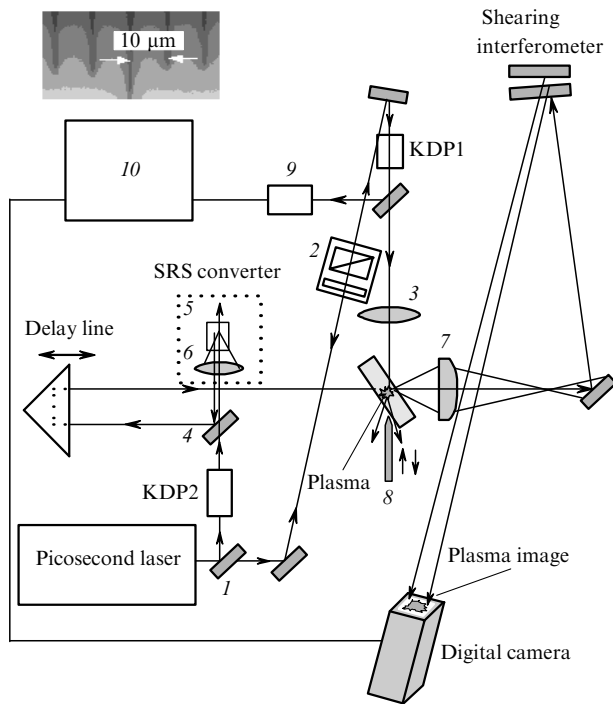 Shearing
interferometer
10 μm
KDP1
10
9
2
SRS converter
3
5
Delay line
6
7
4
Plasma
KDP2
8
Picosecond laser
Plasma image
1
Digital camera